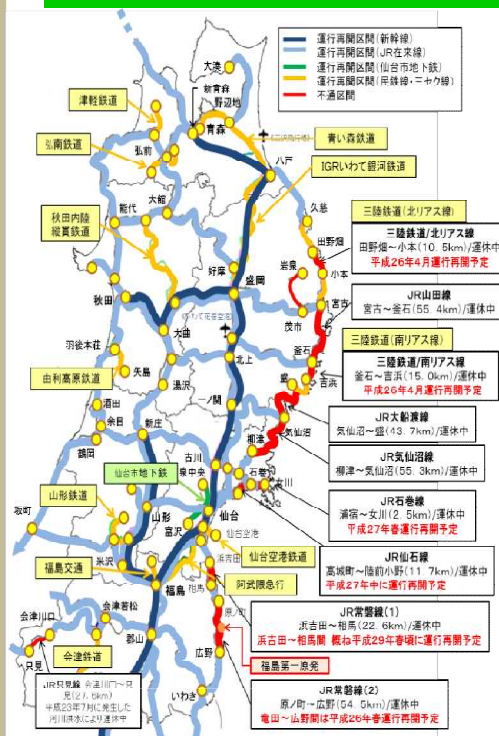 運行再開区間(新幹線)
運行再開区間(JR在来線)
運行再開区間(仙台市地下鉄)
運行再開区間(民鉄線・三セク線)
不通区間
大湊
新青森
野辺地
津軽鉄道
青森
青い森鉄道
弘南鉄道
弘前
八戸
IGRいわて銀河鉄道
大館
能代
久慈
三陸鉄道(北リアス線)
秋田内陸
縦貫鉄道
田野畑
三陸鉄道/北リアス線
田野畑~小本(10.5km)/運休中
平成26年4月運行再開予定
好摩
岩泉
小本
盛岡
宮古
秋田
茂市
JR山田線
宮古~釜石(55.4km)/運休中
大曲
三陸鉄道(南リアス線)
羽後本荘
北上
釜石
三陸鉄道/南リアス線
釜石~吉浜(15.0km)/運休中
平成26年4月運行再開予定
矢島
盛
吉浜
由利高原鉄道
湯沢
一ノ関
酒田
JR大船渡線
気仙沼~盛(43.7km)/運休中
余目
新庄
気仙沼
鶴岡
古川
柳津
JR気仙沼線
柳津~気仙沼(55.3km)/運休中
仙台市地下鉄
泉中央
石巻
女川
JR石巻線
浦宿~女川(2.5km)/運休中
平成27年春運行再開予定
山形鉄道
坂町
山形
富沢
仙台
仙台空港
JR仙石線
高城町~陸前小野(11.7km)/運休中
平成27年中に運行再開予定
米沢
仙台空港鉄道
福島交通
浜吉田
福島
相馬
阿武隈急行
会津川口
会津若松
原ノ町
JR常磐線(1)
浜吉田~相馬(22.6km)/運休中
浜吉田~相馬間 概ね平成29年春頃に運行再開予定
只見
会津鉄道
郡山
広野
福島第一原発
JR只見線 会津川口~只
見(27.6km)
平成23年7月に発生した
河川洪水により運休中
JR常磐線(2)
原ノ町~広野(54.5km)/運休中
竜田~広野間は平成26年春運行再開予定
いわき